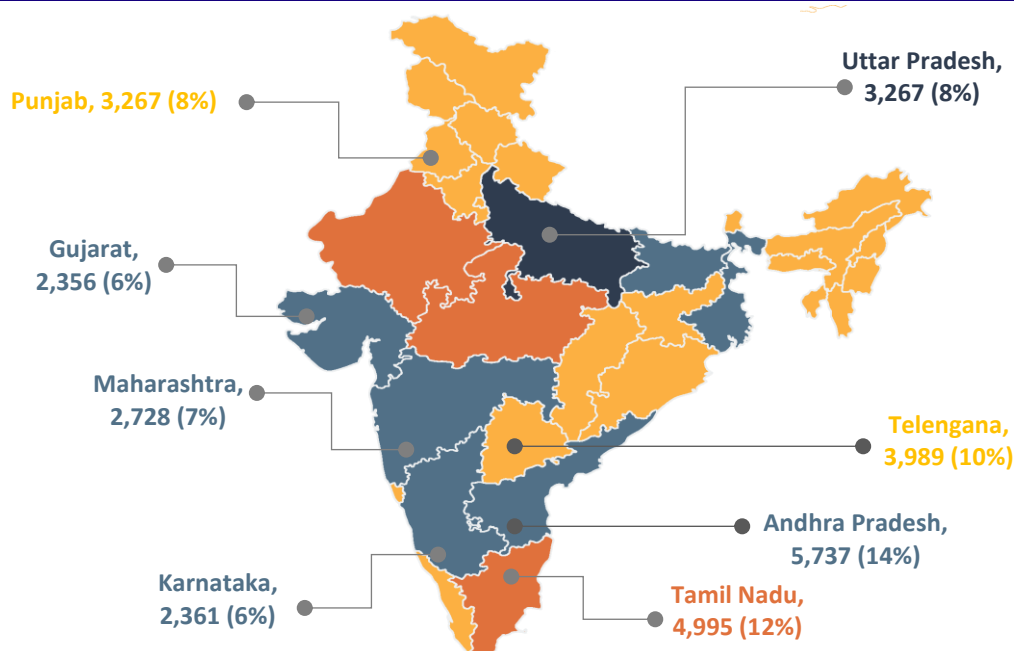 Uttar Pradesh,
3,267 (8%)
Punjab, 3,267 (8%)
Gujarat,
2,356 (6%)
Maharashtra,
2,728 (7%)
Telengana,
3,989 (10%)
Andhra Pradesh,
5,737 (14%)
Karnataka,
2,361 (6%)
Tamil Nadu,
4,995 (12%)